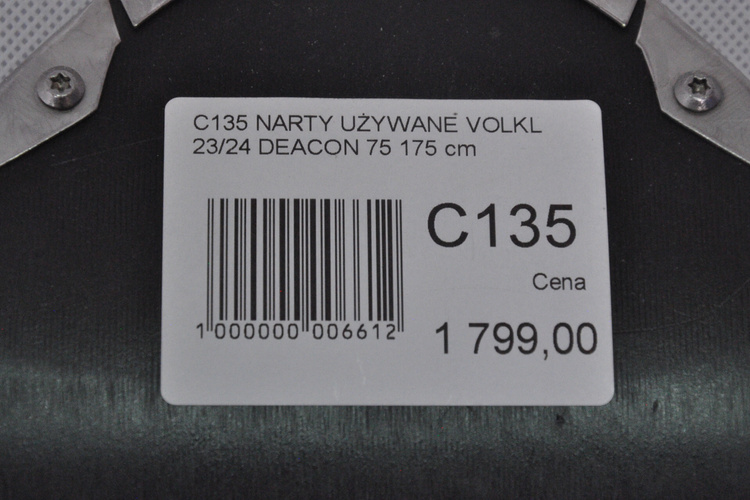 C135 NARTY UŻYWANE VOLKL
23/24 DEACON 75 175 cm
C135
Cena
1 799,00
1 000000 006612